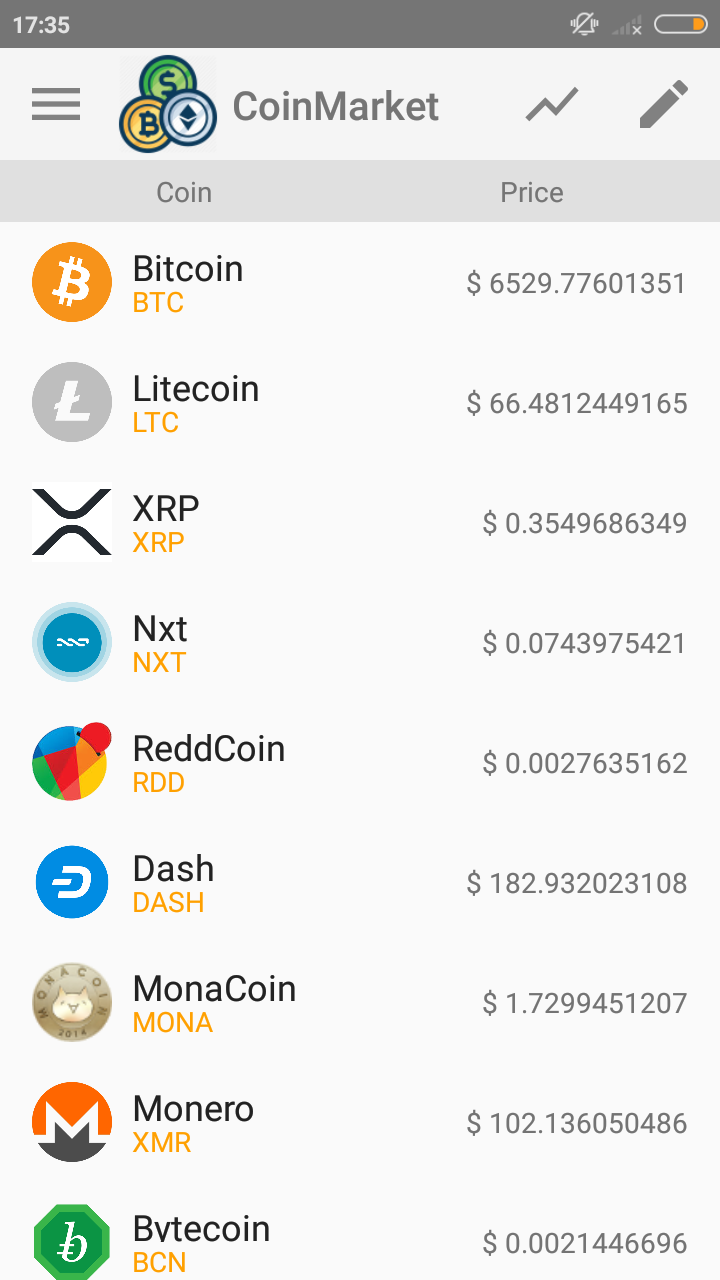 17:35
CoinMarket
Coin Price
Bitcoin
BTC
$ 6529.77601351
Litecoin
LTC
$ 66.4812449165
XRP
XRP
$ 0.3549686349
Nxt
NXT
$ 0.0743975421
ReddCoin
RDD
$ 0.0027635162
Dash
DASH
$ 182.932023108
MONACOIN
2014
MonaCoin
MONA
$ 1.7299451207
Monero
XMR
$ 102.136050486
Bytecoin
BCN
$ 0.0021446696